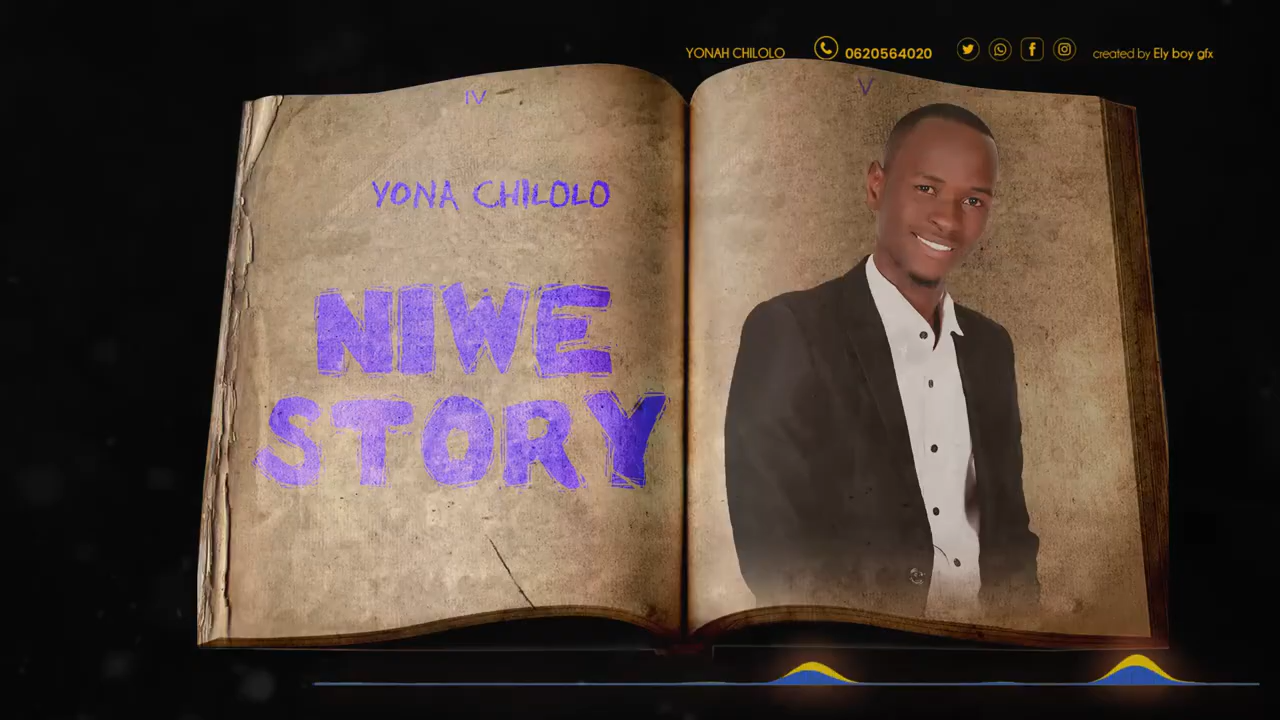 YONAH CHILOLO 0620564020 created by Ely boy gfx
IV
V
YONA CHILOLO
NIWE
STORY